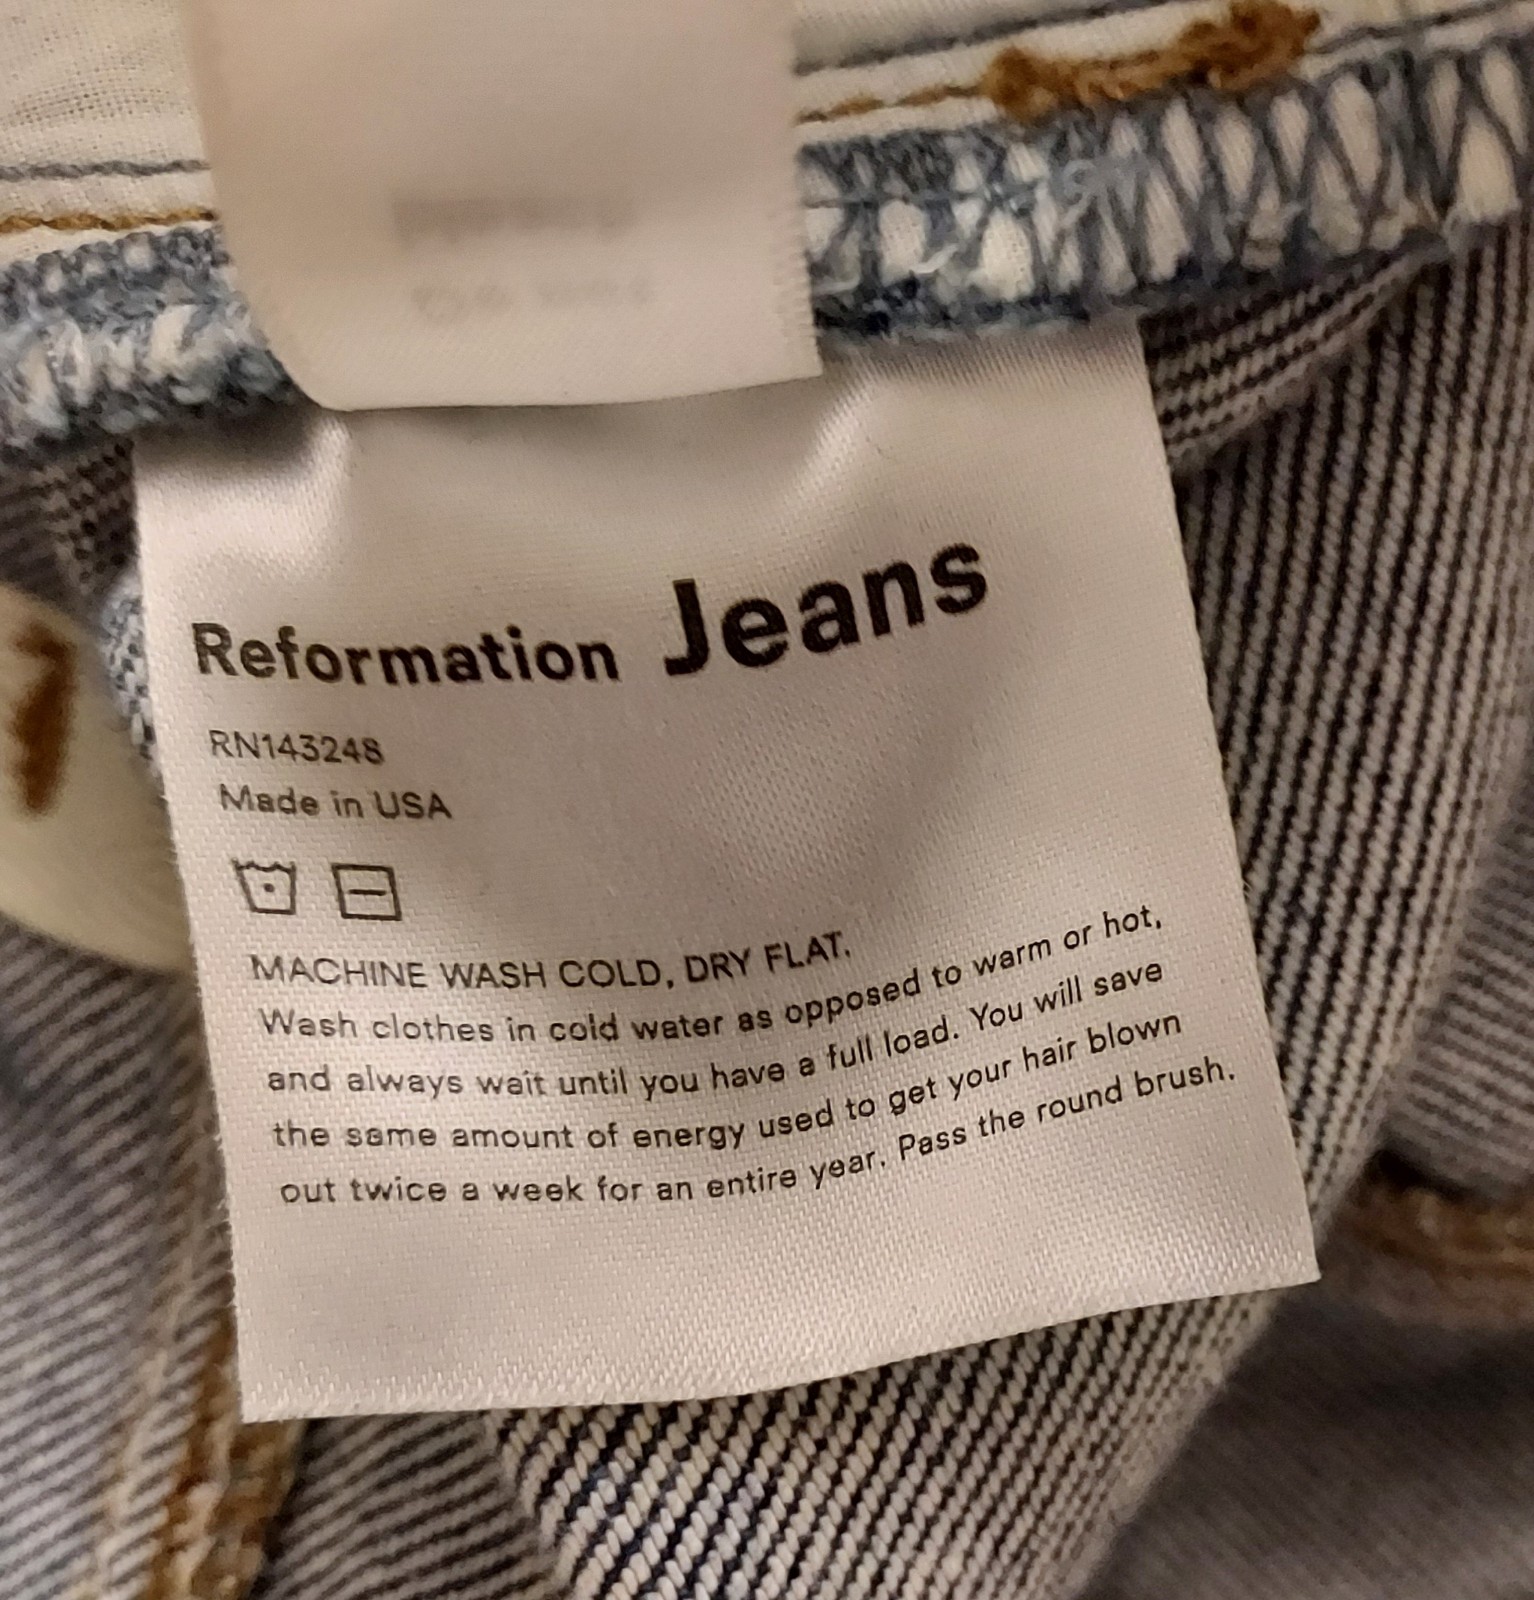 Reformation Jeans
RN143248
Made in USA
MACHINE WASH COLD, DRY FLAT.
Wash clothes in cold water as opposed to warm or hot,
and always wait until you have a full load. You will save
the same amount of energy used to get your hair blown
out twice a week for an entire year. Pass the round brush.